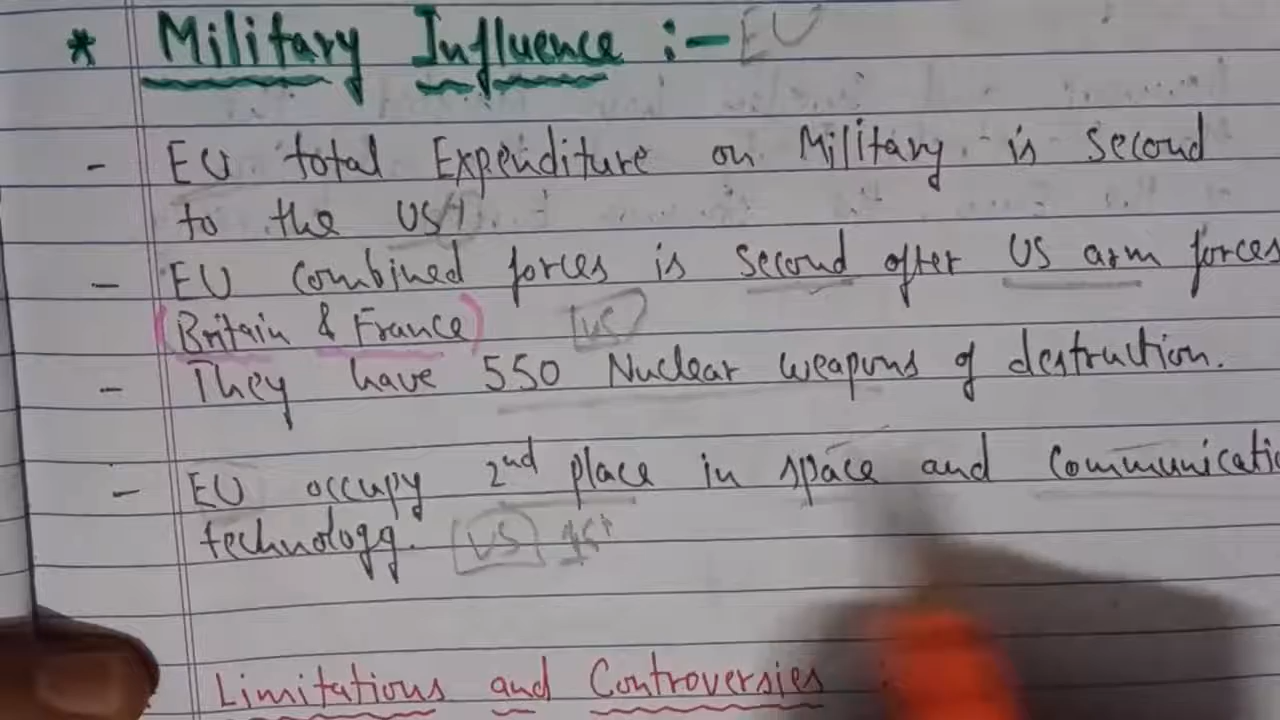 * Military Influence :- EU
- EU total Expenditure on Military is second
to the USA.
- EU Combined forces is second after US arm forces
(Britain & France) US
- They have 550 Nuclear weapons of destruction.
- EU occupy 2nd place in space and Communicatio
technology. US 1st
Limitations and Controversies :